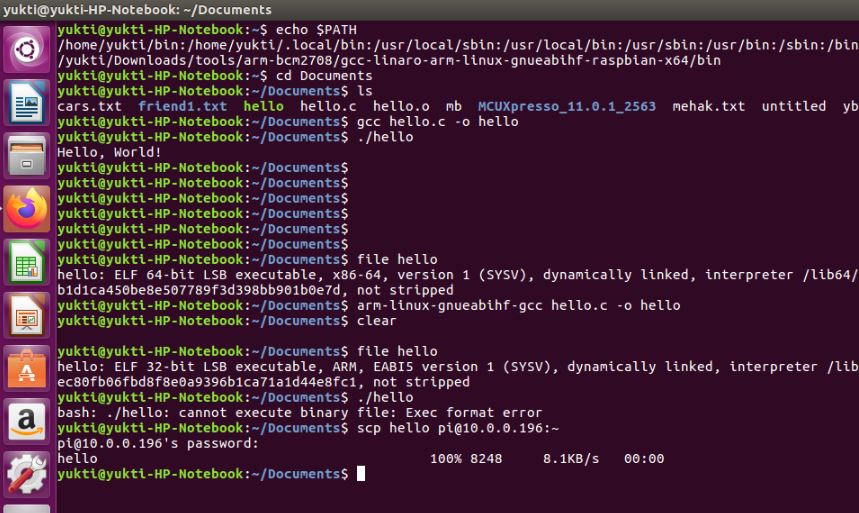 yukti@yukti-HP-Notebook: ~/Documents
yukti@yukti-HP-Notebook:~$ echo $PATH
/home/yukti/bin:/home/yukti/.local/bin:/usr/local/sbin:/usr/local/bin:/usr/sbin:/usr/bin:/sbin:/bin
/yukti/Downloads/tools/arm-bcm2708/gcc-linaro-arm-linux-gnueabihf-raspbian-x64/bin
yukti@yukti-HP-Notebook:~$ cd Documents
yukti@yukti-HP-Notebook:~/Documents$ ls
cars.txt friend1.txt hello hello.c hello.o mb MCUXpresso_11.0.1_2563 mehak.txt untitled yb
yukti@yukti-HP-Notebook:~/Documents$ gcc hello.c -o hello
yukti@yukti-HP-Notebook:~/Documents$ ./hello
Hello, World!
yukti@yukti-HP-Notebook:~/Documents$
yukti@yukti-HP-Notebook:~/Documents$
yukti@yukti-HP-Notebook:~/Documents$
yukti@yukti-HP-Notebook:~/Documents$
yukti@yukti-HP-Notebook:~/Documents$
yukti@yukti-HP-Notebook:~/Documents$
yukti@yukti-HP-Notebook:~/Documents$ file hello
hello: ELF 64-bit LSB executable, x86-64, version 1 (SYSV), dynamically linked, interpreter /lib64/
b1d1ca450be8e507789f3d398bb901b0e7d, not stripped
yukti@yukti-HP-Notebook:~/Documents$ arm-linux-gnueabihf-gcc hello.c -o hello
yukti@yukti-HP-Notebook:~/Documents$ clear
yukti@yukti-HP-Notebook:~/Documents$ file hello
hello: ELF 32-bit LSB executable, ARM, EABI5 version 1 (SYSV), dynamically linked, interpreter /lib
ec80fb06fbd8f8e0a9396b1ca71a1d44e8fc1, not stripped
yukti@yukti-HP-Notebook:~/Documents$ ./hello
bash: ./hello: cannot execute binary file: Exec format error
yukti@yukti-HP-Notebook:~/Documents$ scp hello pi@10.0.0.196:~
pi@10.0.0.196's password:
hello 100% 8248 8.1KB/s 00:00
yukti@yukti-HP-Notebook:~/Documents$